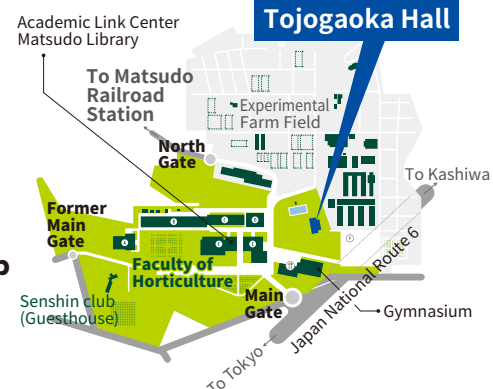 Academic Link Center
Matsudo Library
Tojogaoka Hall
To Matsudo
Railroad
Station
Experimental
Farm Field
North
Gate
To Kashiwa
Former
Main
Gate
Faculty of
Horticulture
Senshin club
(Guesthouse)
Main
Gate
Japan National Route 6
Gymnasium
To Tokyo